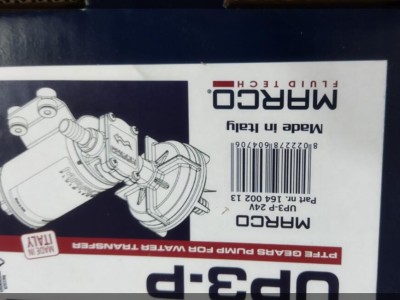 UP3-P
PTFE GEARS PUMP FOR WATER TRANSFER
MADE IN
ITALY
MARCO
UP3-P 24V
Part nr. 164 002 13
8 022278 604706
Made in Italy
MARCO®
FLUID TECH